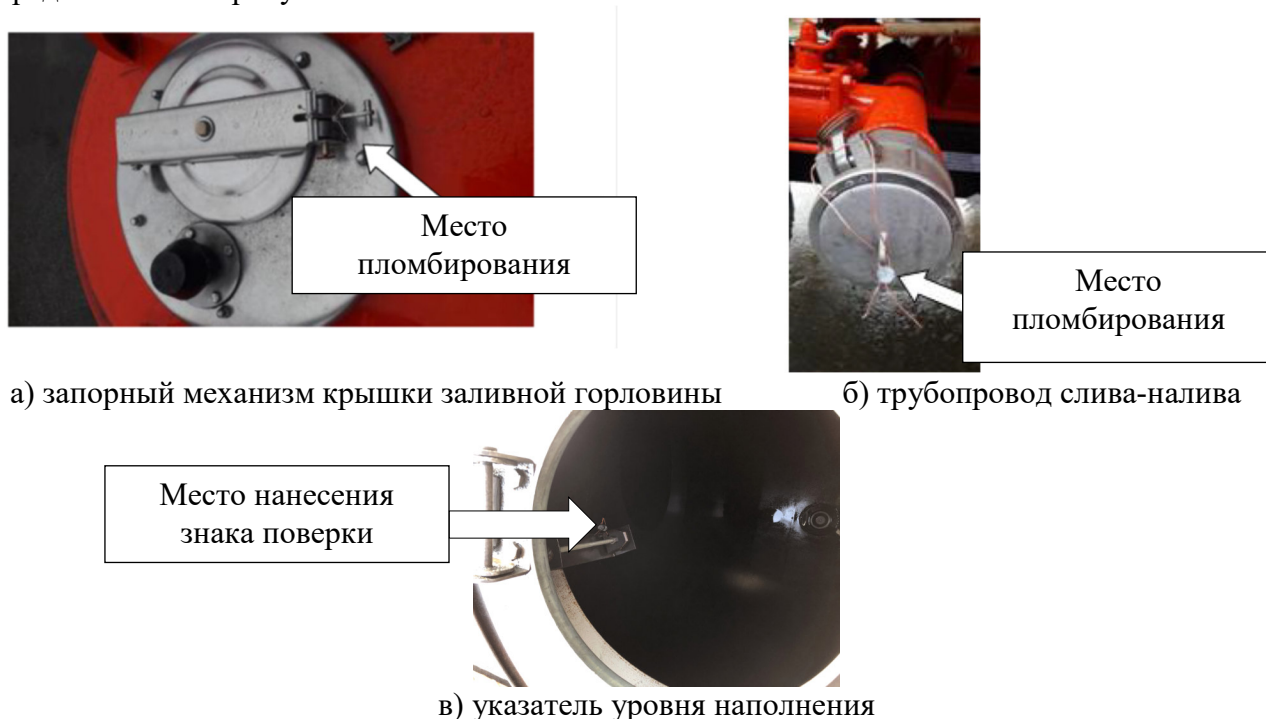 Место
пломбирования
Место
пломбирования
а) запорный механизм крышки заливной горловины
б) трубопровод слива-налива
Место нанесения
знака поверки
в) указатель уровня наполнения